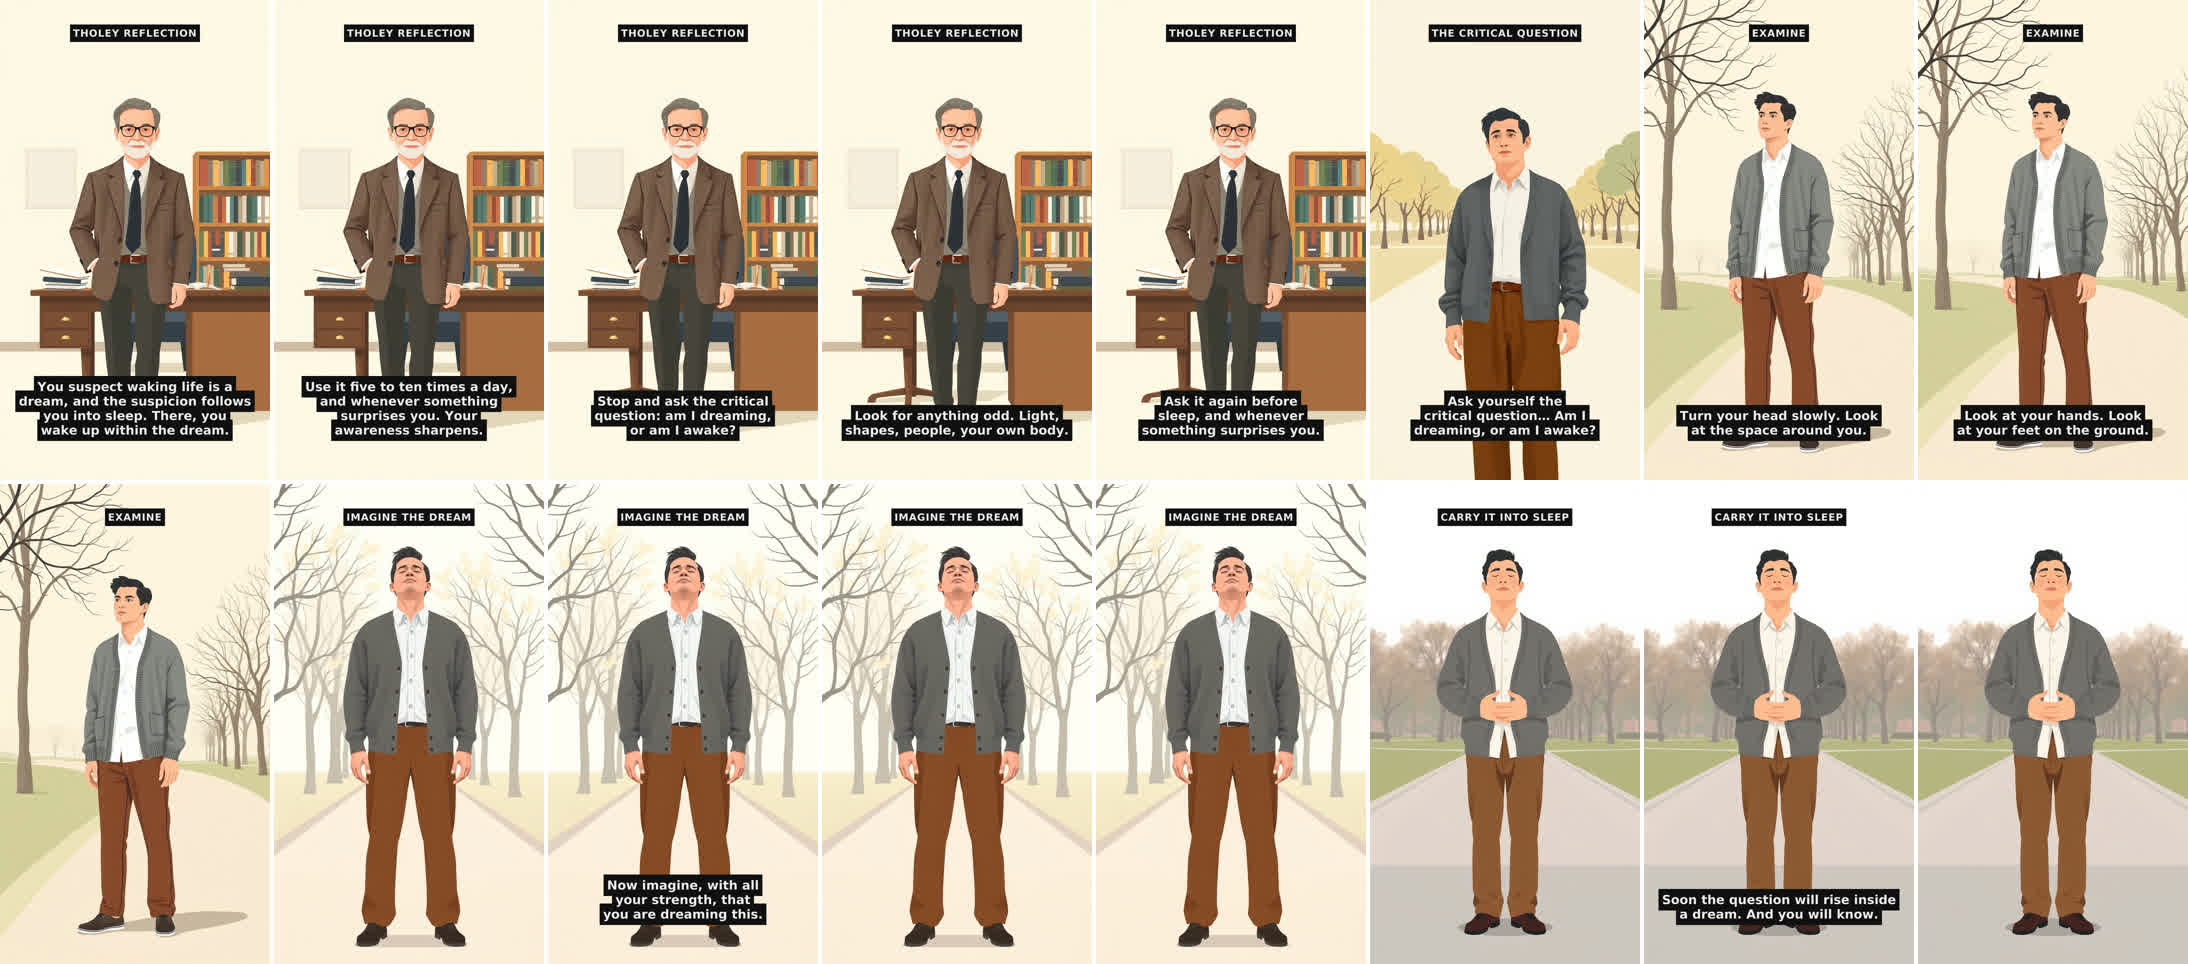 THOLEY REFLECTION
You suspect waking life is a
dream, and the suspicion follows
you into sleep. There, you
wake up within the dream.
THOLEY REFLECTION
Use it five to ten times a day,
and whenever something
surprises you. Your
awareness sharpens.
THOLEY REFLECTION
Stop and ask the critical
question: am I dreaming,
or am I awake?
THOLEY REFLECTION
Look for anything odd. Light,
shapes, people, your own body.
THOLEY REFLECTION
Ask it again before
sleep, and whenever
something surprises you.
THE CRITICAL QUESTION
Ask yourself the
critical question... Am I
dreaming, or am I awake?
EXAMINE
Turn your head slowly. Look
at the space around you.
EXAMINE
Look at your hands. Look
at your feet on the ground.
EXAMINE
IMAGINE THE DREAM
IMAGINE THE DREAM
Now imagine, with all
your strength, that
you are dreaming this.
IMAGINE THE DREAM
IMAGINE THE DREAM
CARRY IT INTO SLEEP
CARRY IT INTO SLEEP
Soon the question will rise inside
a dream. And you will know.